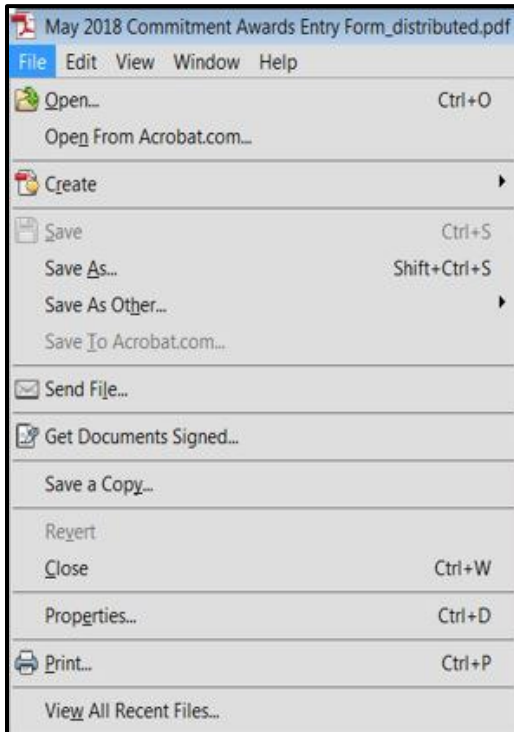 May 2018 Commitment Awards Entry Form_distributed.pdf
File Edit View Window Help
Open... Ctrl+O
Open From Acrobat.com...
Create
Save Ctrl+S
Save As... Shift+Ctrl+S
Save As Other...
Save To Acrobat.com...
Send File...
Get Documents Signed...
Save a Copy...
Revert
Close Ctrl+W
Properties... Ctrl+D
Print... Ctrl+P
View All Recent Files...